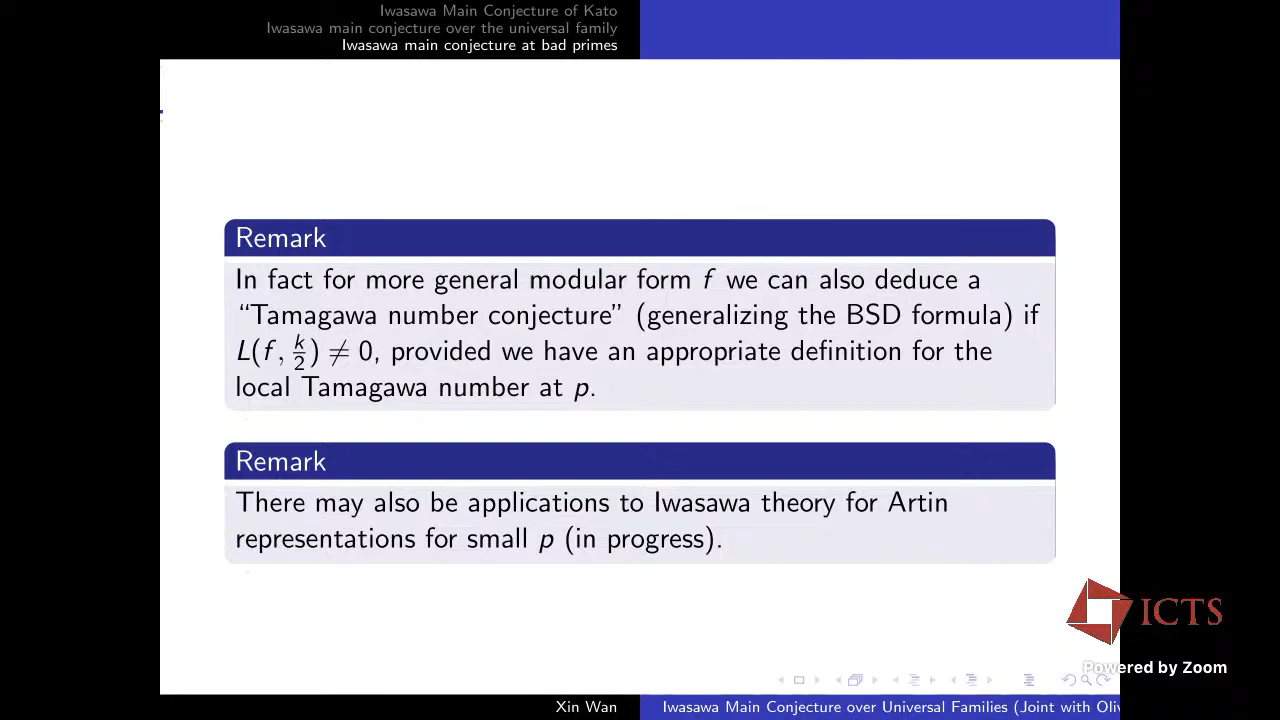 Iwasawa Main Conjecture of Kato
Iwasawa main conjecture over the universal family
Iwasawa main conjecture at bad primes
Remark
In fact for more general modular form f we can also deduce a
“Tamagawa number conjecture” (generalizing the BSD formula) if
L(f, k/2) ≠ 0, provided we have an appropriate definition for the
local Tamagawa number at p.
Remark
There may also be applications to Iwasawa theory for Artin
representations for small p (in progress).
ICTS
Powered by Zoom
Xin Wan
Iwasawa Main Conjecture over Universal Families (Joint with Oliv